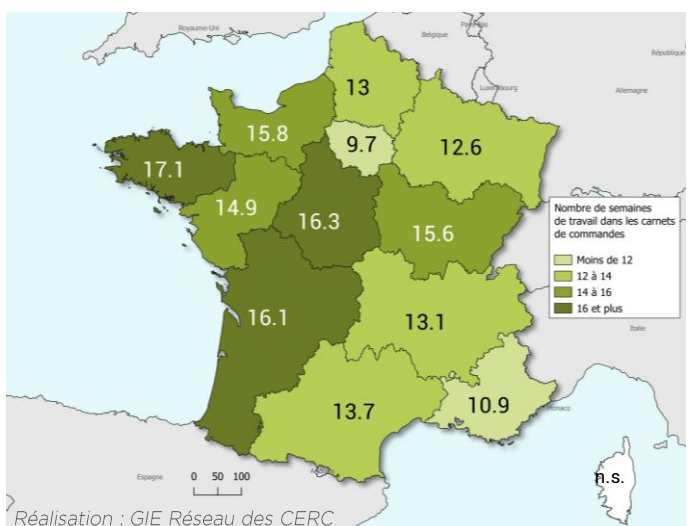 Royaume-Uni
Belgique
Luxembourg
République
Allemagne
13
15.8
9.7
12.6
17.1
14.9
16.3
15.6
Nombre de semaines
de travail dans les carnets
de commandes
Moins de 12
12 à 14
14 à 16
16 et plus
16.1
13.1
Italie
13.7
10.9
Monaco
Espagne
0 50 100
n.s.
Réalisation : GIE Réseau des CERC